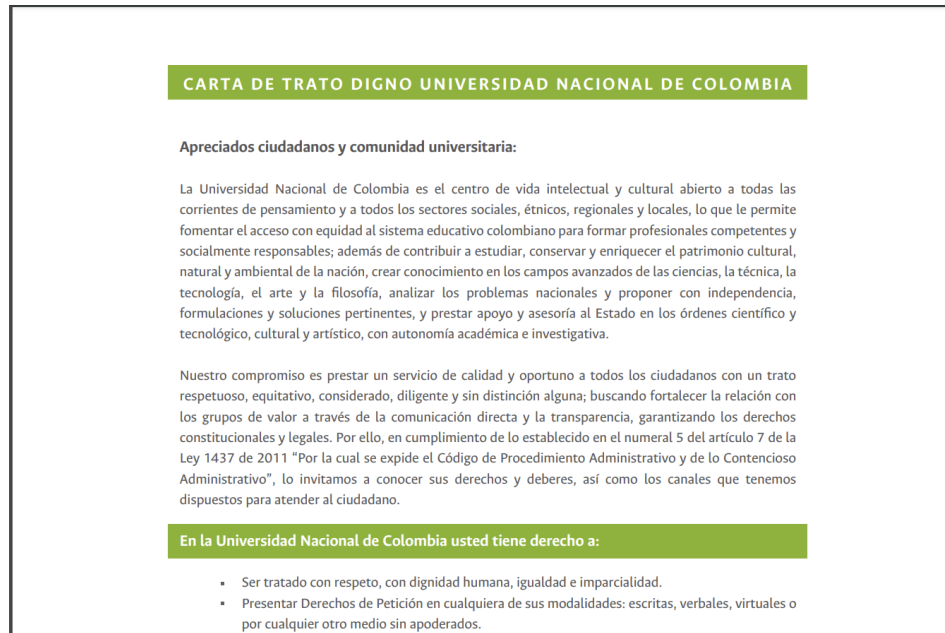 CARTA DE TRATO DIGNO UNIVERSIDAD NACIONAL DE COLOMBIA
Apreciados ciudadanos y comunidad universitaria:
La Universidad Nacional de Colombia es el centro de vida intelectual y cultural abierto a todas las
corrientes de pensamiento y a todos los sectores sociales, étnicos, regionales y locales, lo que le permite
fomentar el acceso con equidad al sistema educativo colombiano para formar profesionales competentes y
socialmente responsables; además de contribuir a estudiar, conservar y enriquecer el patrimonio cultural,
natural y ambiental de la nación, crear conocimiento en los campos avanzados de las ciencias, la técnica, la
tecnología, el arte y la filosofía, analizar los problemas nacionales y proponer con independencia,
formulaciones y soluciones pertinentes, y prestar apoyo y asesoría al Estado en los órdenes científico y
tecnológico, cultural y artístico, con autonomía académica e investigativa.
Nuestro compromiso es prestar un servicio de calidad y oportuno a todos los ciudadanos con un trato
respetuoso, equitativo, considerado, diligente y sin distinción alguna; buscando fortalecer la relación con
los grupos de valor a través de la comunicación directa y la transparencia, garantizando los derechos
constitucionales y legales. Por ello, en cumplimiento de lo establecido en el numeral 5 del artículo 7 de la
Ley 1437 de 2011 “Por la cual se expide el Código de Procedimiento Administrativo y de lo Contencioso
Administrativo”, lo invitamos a conocer sus derechos y deberes, así como los canales que tenemos
dispuestos para atender al ciudadano.
En la Universidad Nacional de Colombia usted tiene derecho a:
▪ Ser tratado con respeto, con dignidad humana, igualdad e imparcialidad.
▪ Presentar Derechos de Petición en cualquiera de sus modalidades: escritas, verbales, virtuales o
por cualquier otro medio sin apoderados.